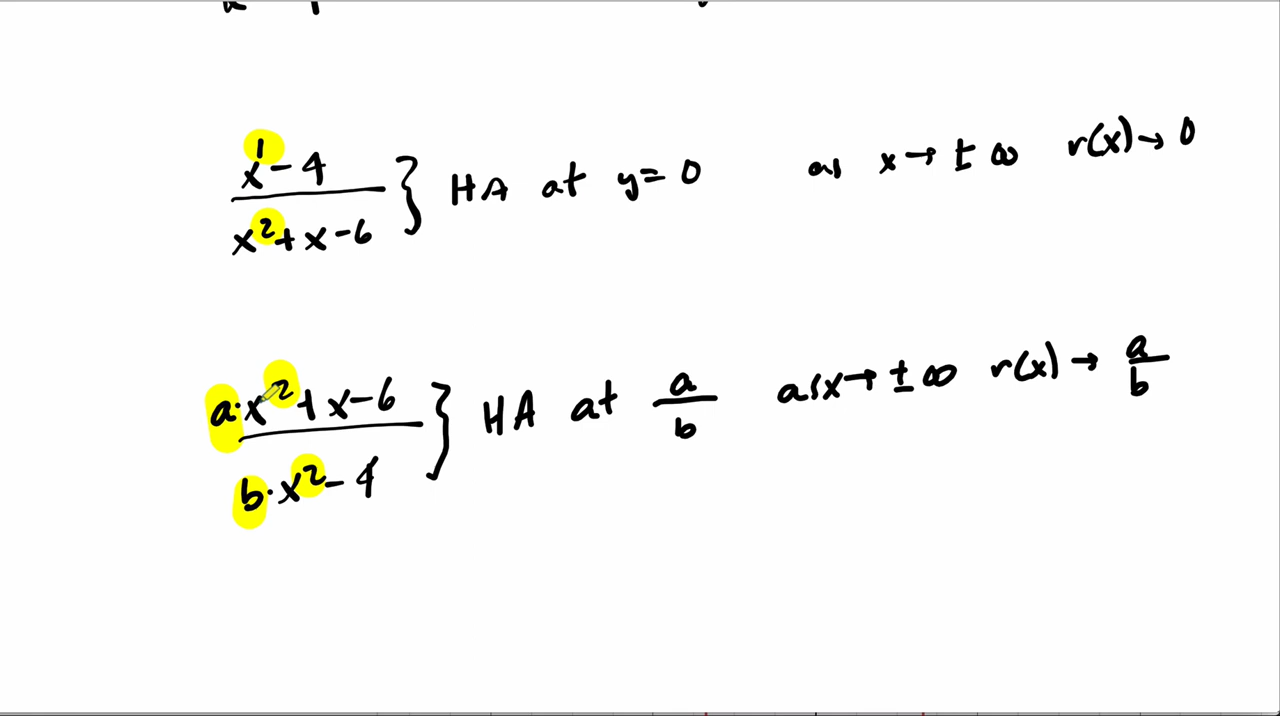 x¹ - 4 / x² + x - 6 } HA at y = 0 as x → ± ∞ r(x) → 0
a·x² + x - 6 / b·x² - 4 } HA at a/b as x → ± ∞ r(x) → a/b